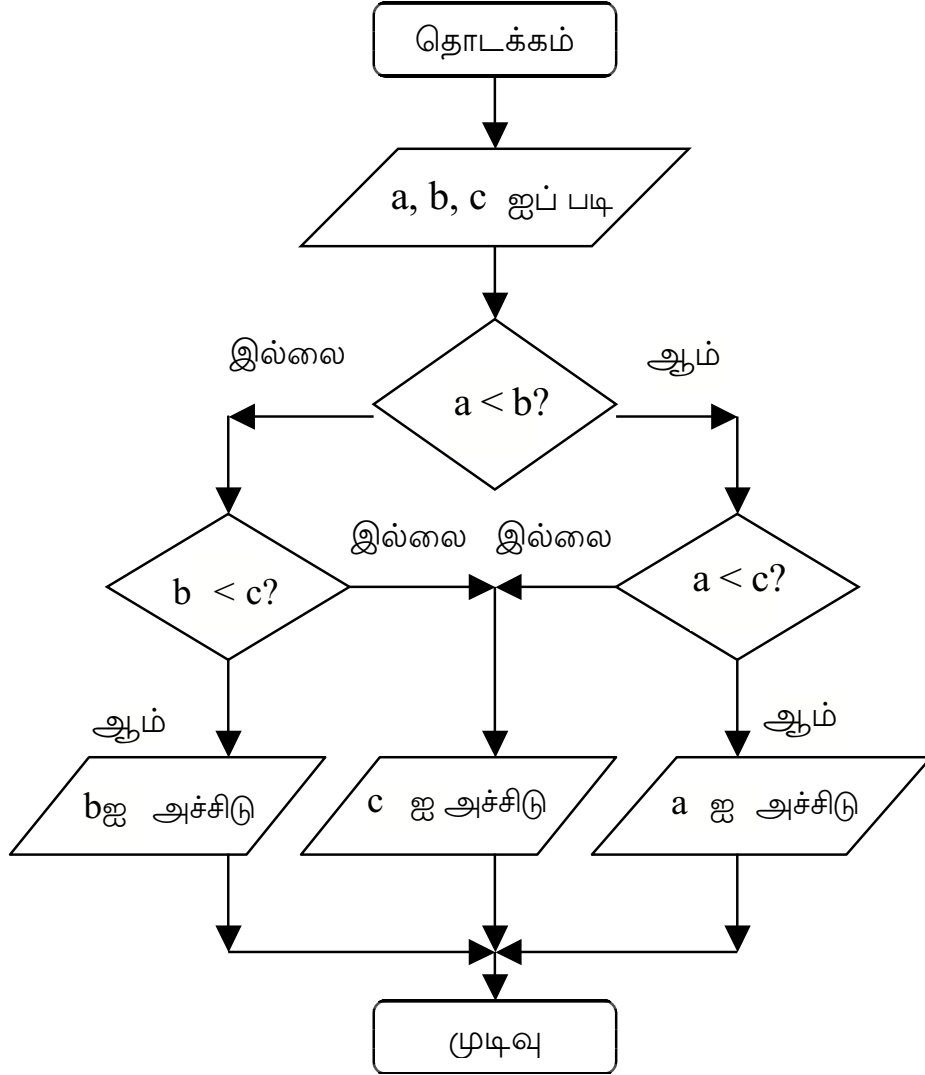 தொடக்கம்
a, b, c ஐப் படி
இல்லை
ஆம்
a < b?
இல்லை
இல்லை
b < c?
a < c?
ஆம்
ஆம்
bஐ அச்சிடு
c ஐ அச்சிடு
a ஐ அச்சிடு
முடிவு